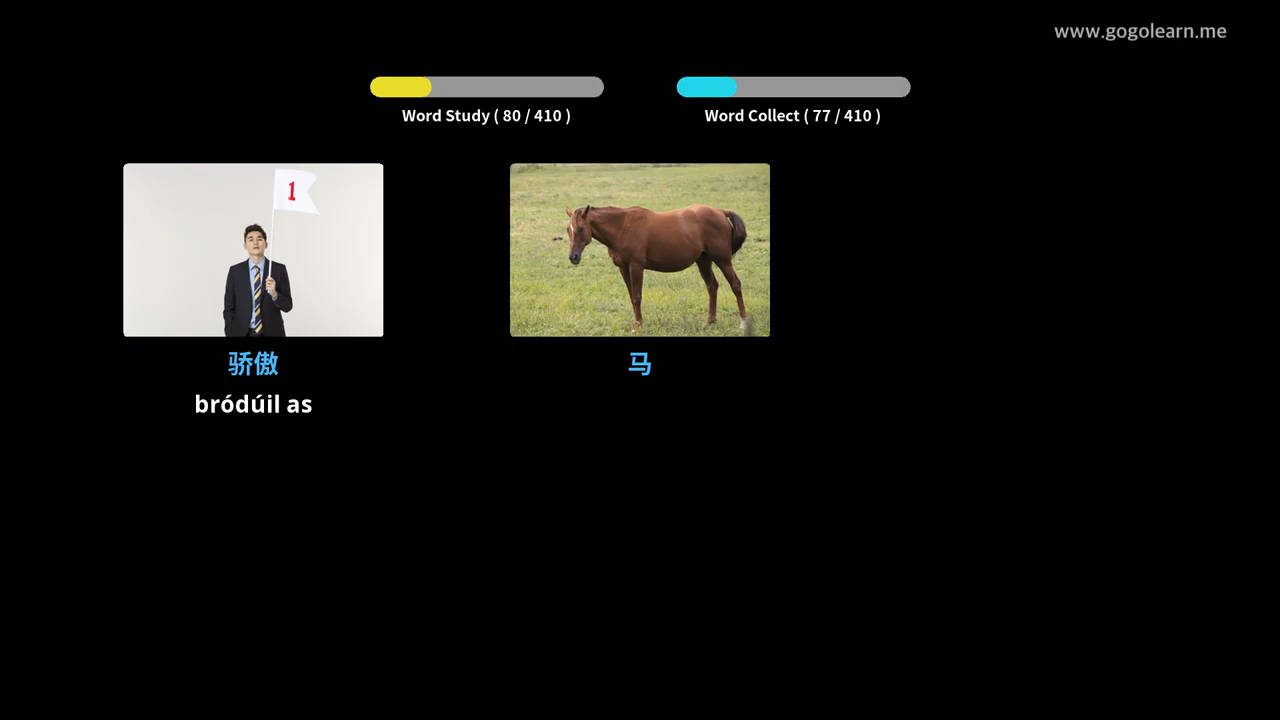 www.gogolearn.me
Word Study ( 80 / 410 )
Word Collect ( 77 / 410 )
1
骄傲
马
bródúil as